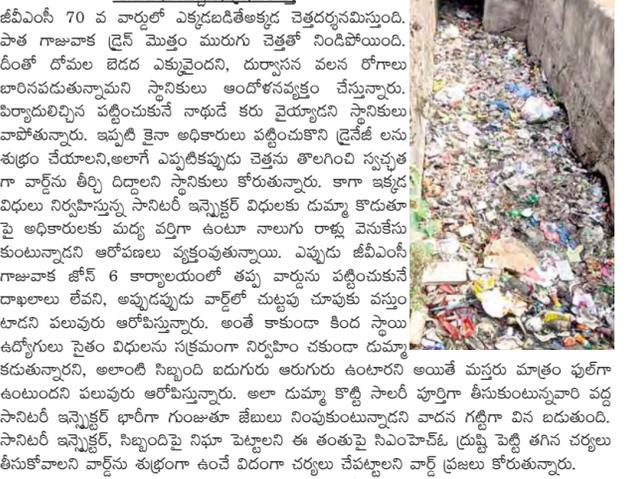 జీవీఎంసీ 70 వ వార్డులో ఎక్కడబడితేఅక్కడ చెత్తదర్శనమిస్తుంది.
పాత గాజువాక డ్రైన్ మొత్తం మురుగు చెత్తతో నిండిపోయింది.
దీంతో దోమల బెడద ఎక్కువైందని, దుర్వాసన వలన రోగాలు
బారినపడుతున్నామని స్థానికులు ఆందోళనవ్యక్తం చేస్తున్నారు.
పిర్యాదులిచ్చిన పట్టించుకునే నాథుడే కరు వైయ్యాడని స్థానికులు
వాపోతున్నారు. ఇప్పటి కైనా అధికారులు పట్టించుకొని డ్రైనేజీ లను
శుభ్రం చేయాలని,అలాగే ఎప్పటికప్పుడు చెత్తను తొలగించి స్వచ్ఛత
గా వార్డ్‌ను తీర్చి దిద్దాలని స్థానికులు కోరుతున్నారు. కాగా ఇక్కడ
విధులు నిర్వహిస్తున్న సానిటరీ ఇన్స్పెక్టర్ విధులకు డుమ్మా కొడుతూ
పై అధికారులకు మధ్య వర్తిగా ఉంటూ నాలుగు రాళ్లు వెనుకేసు
కుంటున్నాడని ఆరోపణలు వ్యక్తంవుతున్నాయి. ఎప్పుడు జీవీఎంసీ
గాజువాక జోన్ 6 కార్యాలయంలో తప్ప వార్డును పట్టించుకునే
దాఖలాలు లేవని, అప్పుడప్పుడు వార్డ్‌లో చుట్టపు చూపుకు వస్తుం
టాడని పలువురు ఆరోపిస్తున్నారు. అంతే కాకుండా కింద స్థాయి
ఉద్యోగులు సైతం విధులను సక్రమంగా నిర్వహిం చకుండా డుమ్మా
కడుతున్నారని, అలాంటి సిబ్బంది ఐదుగురు ఆరుగురు ఉంటారని అయితే మస్తరు మాత్రం ఫుల్‌గా
ఉంటుందని పలువురు ఆరోపిస్తున్నారు. అలా డుమ్మా కొట్టి సాలరీ పూర్తిగా తీసుకుంటున్నవారి వద్ద
సానిటరీ ఇన్స్పెక్టర్ భారీగా గుంజుతూ జేబులు నింపుకుంటున్నాడని వాదన గట్టిగా విన బడుతుంది.
సానిటరీ ఇన్స్పెక్టర్, సిబ్బందిపై నిఘా పెట్టాలని ఈ తంతుపై సిఎంహెచ్ఓ ద్రుష్టి పెట్టి తగిన చర్యలు
తీసుకోవాలని వార్డ్‌ను శుభ్రంగా ఉంచే విదంగా చర్యలు చేపట్టాలని వార్డ్ ప్రజలు కోరుతున్నారు.